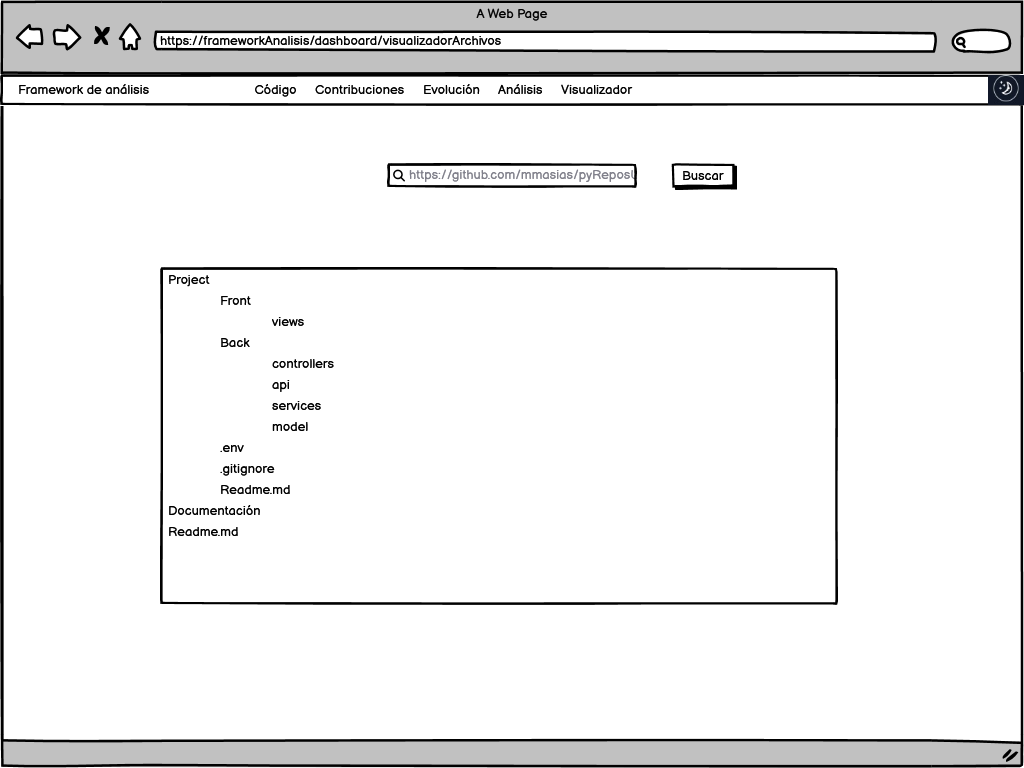 A Web Page
https://frameworkAnalisis/dashboard/visualizadorArchivos
Framework de análisis Código Contribuciones Evolución Análisis Visualizador
https://github.com/mmasias/pyRepos Buscar
Project
Front
views
Back
controllers
api
services
model
.env
.gitignore
Readme.md
Documentación
Readme.md